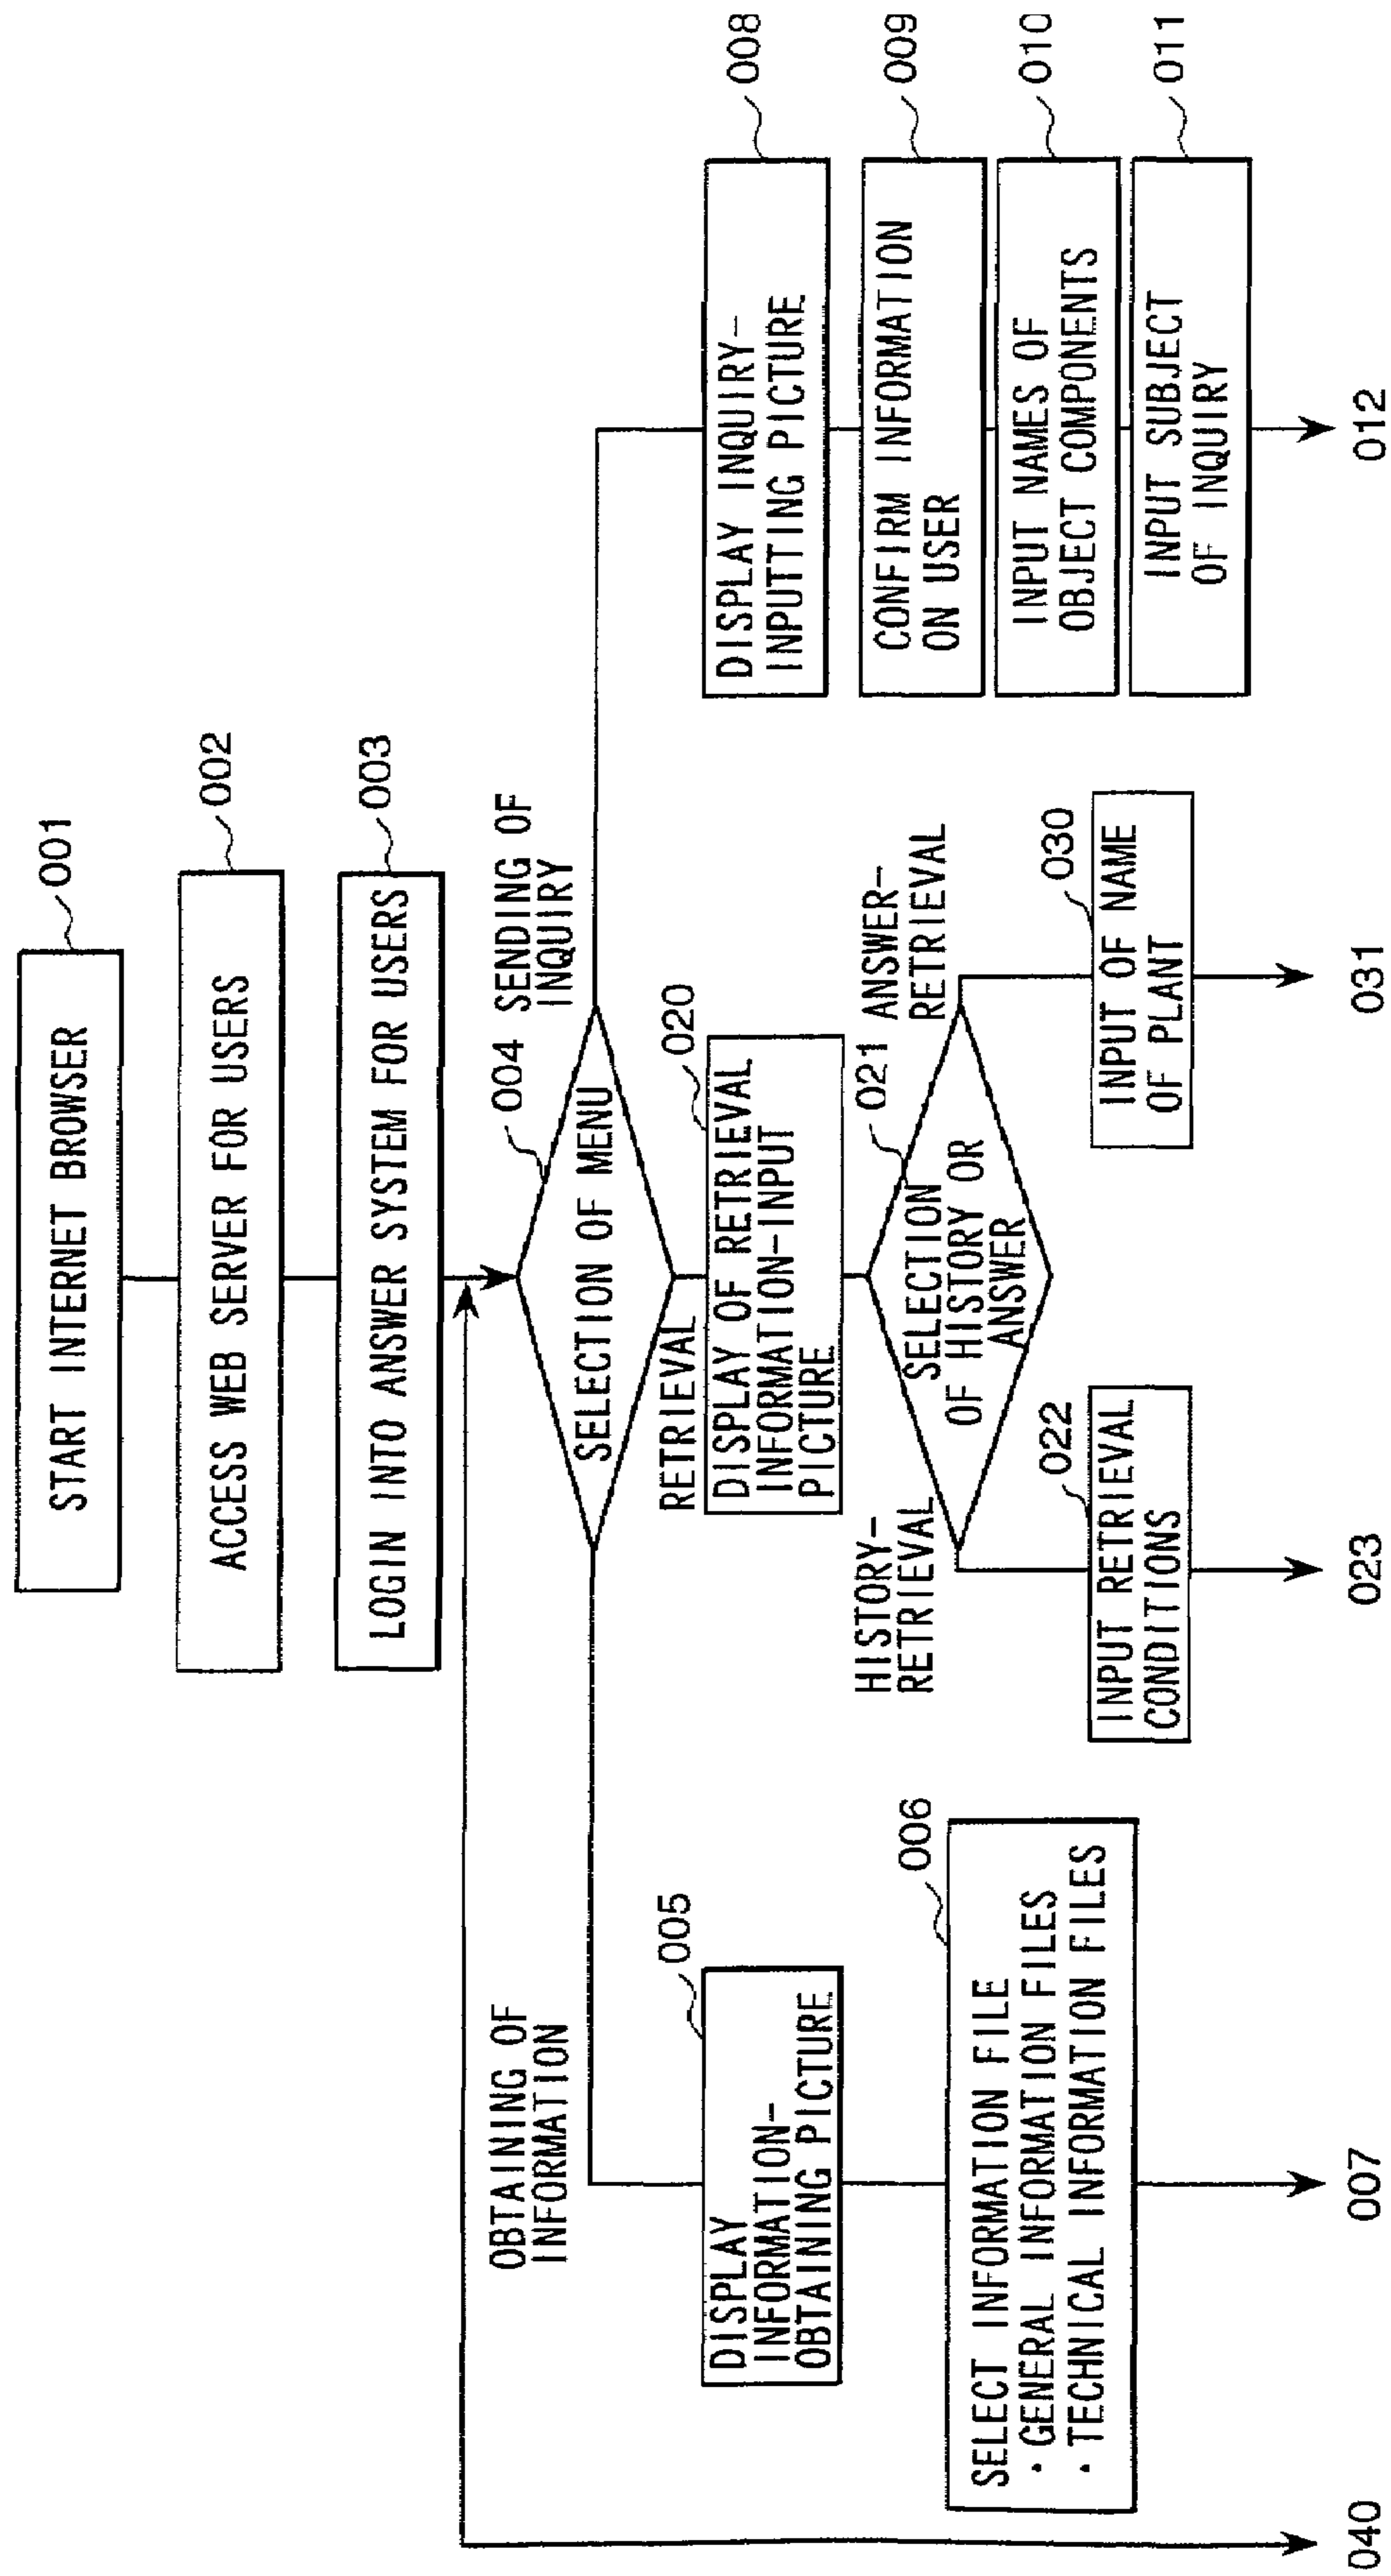 START INTERNET BROWSER
001
ACCESS WEB SERVER FOR USERS
002
LOGIN INTO ANSWER SYSTEM FOR USERS
003
SELECTION OF MENU
004
OBTAINING OF
INFORMATION
RETRIEVAL
SENDING OF
INQUIRY
DISPLAY
INFORMATION-
OBTAINING PICTURE
005
SELECT INFORMATION FILE
· GENERAL INFORMATION FILES
· TECHNICAL INFORMATION FILES
006
DISPLAY OF RETRIEVAL
INFORMATION-INPUT
PICTURE
020
SELECTION
OF HISTORY OR
ANSWER
021
HISTORY-
RETRIEVAL
ANSWER-
RETRIEVAL
INPUT RETRIEVAL
CONDITIONS
022
INPUT OF NAME
OF PLANT
030
DISPLAY INQUIRY-
INPUTTING PICTURE
008
CONFIRM INFORMATION
ON USER
009
INPUT NAMES OF
OBJECT COMPONENTS
010
INPUT SUBJECT
OF INQUIRY
011
040
007
023
031
012